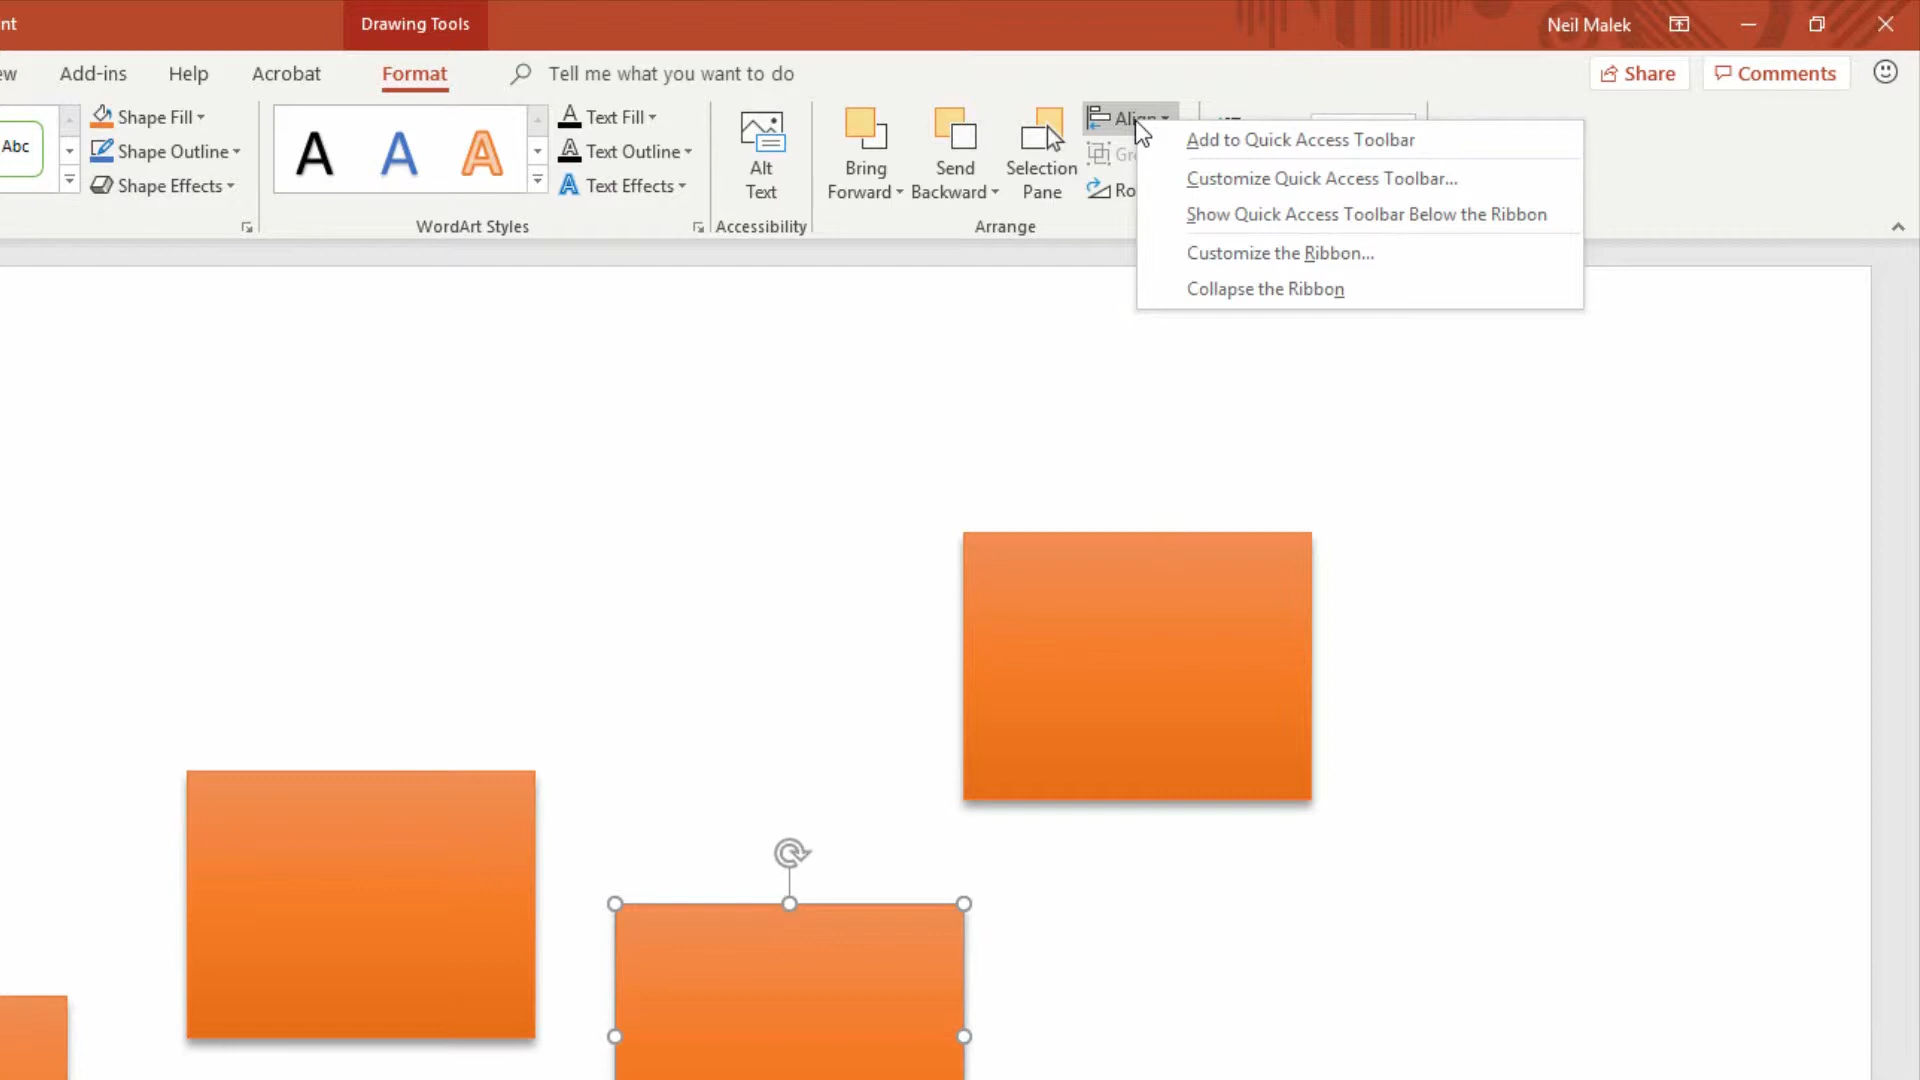 nt
Drawing Tools
Neil Malek
ew
Add-ins
Help
Acrobat
Format
Tell me what you want to do
Share
Comments
Abc
Shape Fill
Shape Outline
Shape Effects
A
A
A
Text Fill
Text Outline
Text Effects
WordArt Styles
Alt
Text
Accessibility
Bring
Forward
Send
Backward
Selection
Pane
Align
Gr
Ro
Arrange
Add to Quick Access Toolbar
Customize Quick Access Toolbar...
Show Quick Access Toolbar Below the Ribbon
Customize the Ribbon...
Collapse the Ribbon